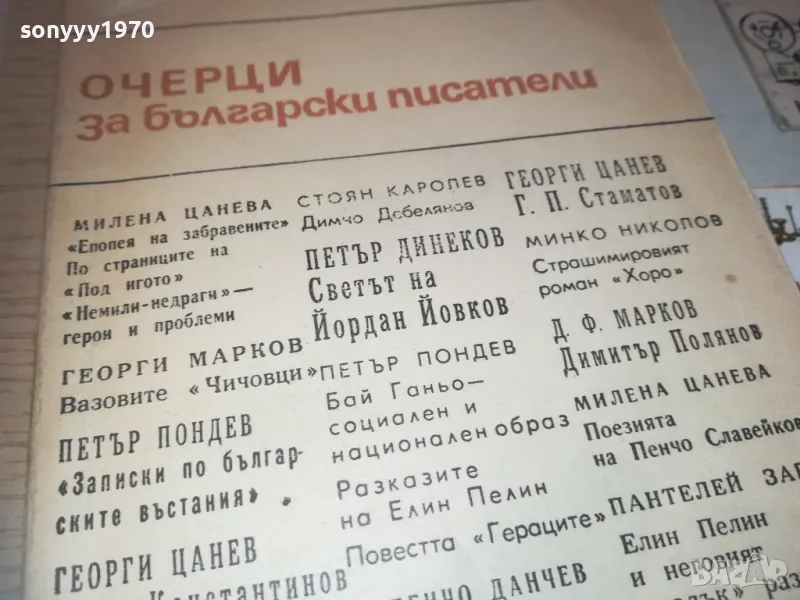 sonyyy1970
ОЧЕРЦИ
за български писатели
МИЛЕНА ЦАНЕВА
«Епопея на забравените»
По страниците на
«Под игото»
«Немили-недраги» —
герои и проблеми
ГЕОРГИ МАРКОВ
Вазовите «Чичовци»
ПЕТЪР ПОНДЕВ
«Записки по българ-
ските въстания»
ГЕОРГИ ЦАНЕВ
Константинов
СТОЯН КАРОЛЕВ
Димчо Дебелянов
ПЕТЪР ДИНЕКОВ
Светът на
Йордан Йовков
ПЕТЪР ПОНДЕВ
Бай Ганьо —
социален и
национален образ
Разказите
на Елин Пелин
Повестта «Гераците»
ДАНЧЕВ
ГЕОРГИ ЦАНЕВ
Г. П. Стаматов
МИНКО НИКОЛОВ
Страшимировият
роман «Хоро»
Д. Ф. МАРКОВ
Димитър Полянов
МИЛЕНА ЦАНЕВА
Поезията
на Пенчо Славейков
ПАНТЕЛЕЙ
Елин Пелин
и неговият
bazar